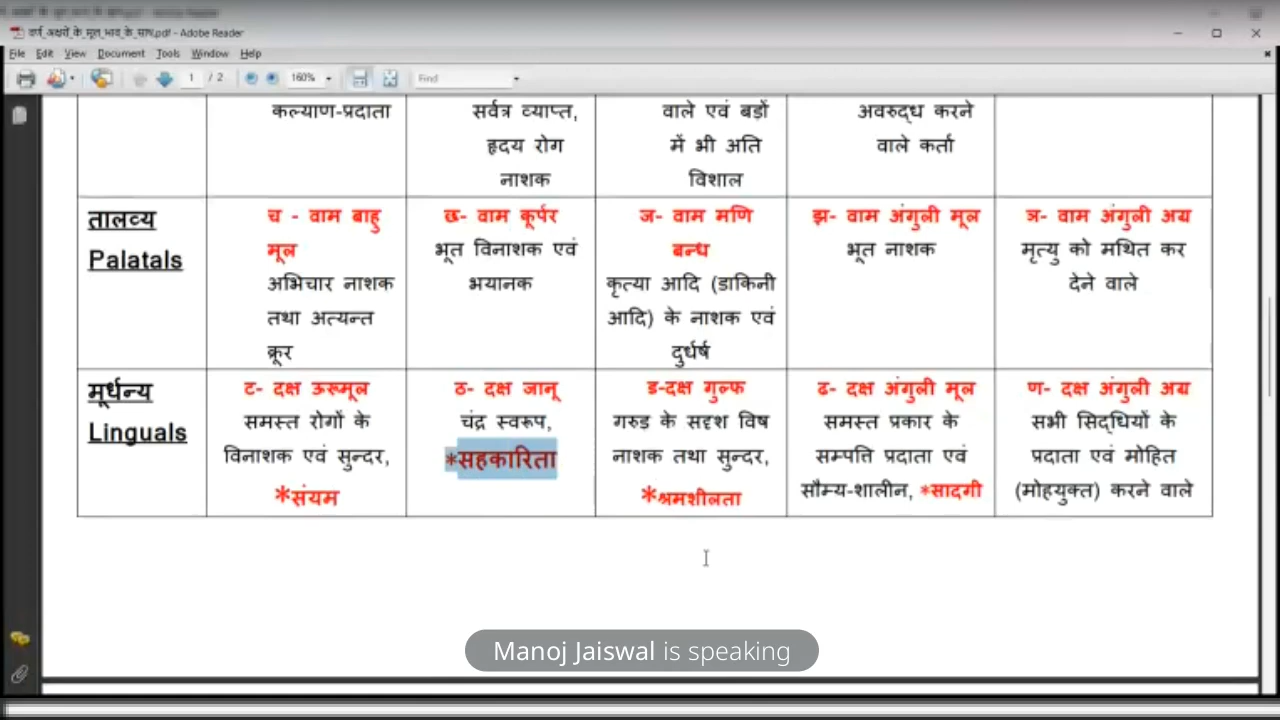 वर्ण_अक्षरो के मूल_भाव_के_साथ.pdf - Adobe Reader
File Edit View Document Tools Window Help
1 / 2 160% Find
कल्याण-प्रदाता
सर्वत्र व्याप्त,
हृदय रोग
नाशक
वाले एवं बड़ों
में भी अति
विशाल
अवरुद्ध करने
वाले कर्ता
तालव्य
Palatals
च - वाम बाहु
मूल
अभिचार नाशक
तथा अत्यन्त
क्रूर
छ- वाम कूर्पर
भूत विनाशक एवं
भयानक
ज- वाम मणि
बन्ध
कृत्या आदि (डाकिनी
आदि) के नाशक एवं
दुर्धर्ष
झ- वाम अंगुली मूल
भूत नाशक
ञ- वाम अंगुली अग्र
मृत्यु को मथित कर
देने वाले
मूर्धन्य
Linguals
ट- दक्ष ऊरूमूल
समस्त रोगों के
विनाशक एवं सुन्दर,
*संयम
ठ- दक्ष जानू
चंद्र स्वरूप,
*सहकारिता
ड-दक्ष गुल्फ
गरुड के सदृश विष
नाशक तथा सुन्दर,
*श्रमशीलता
ढ- दक्ष अंगुली मूल
समस्त प्रकार के
सम्पत्ति प्रदाता एवं
सौम्य-शालीन, *सादगी
ण- दक्ष अंगुली अग्र
सभी सिद्धियों के
प्रदाता एवं मोहित
(मोहयुक्त) करने वाले
Manoj Jaiswal is speaking